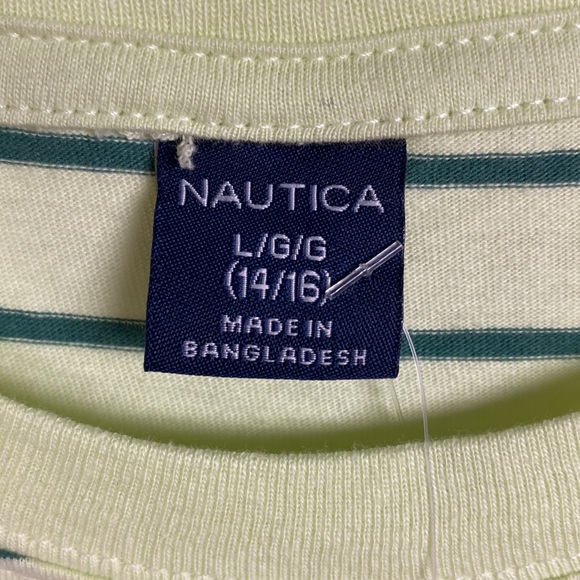 NAUTICA
L/G/G
(14/16)
MADE IN
BANGLADESH